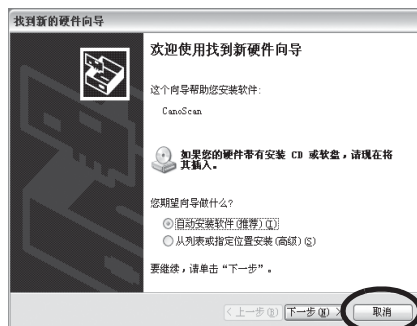 找到新的硬件向导
欢迎使用找到新硬件向导
这个向导帮助您安装软件:
CanoScan
如果您的硬件带有安装 CD 或软盘，请现在将
其插入。
您期望向导做什么?
自动安装软件(推荐)(I)
从列表或指定位置安装(高级)(S)
要继续，请单击“下一步”。
<上一步(B) 下一步(N)> 取消